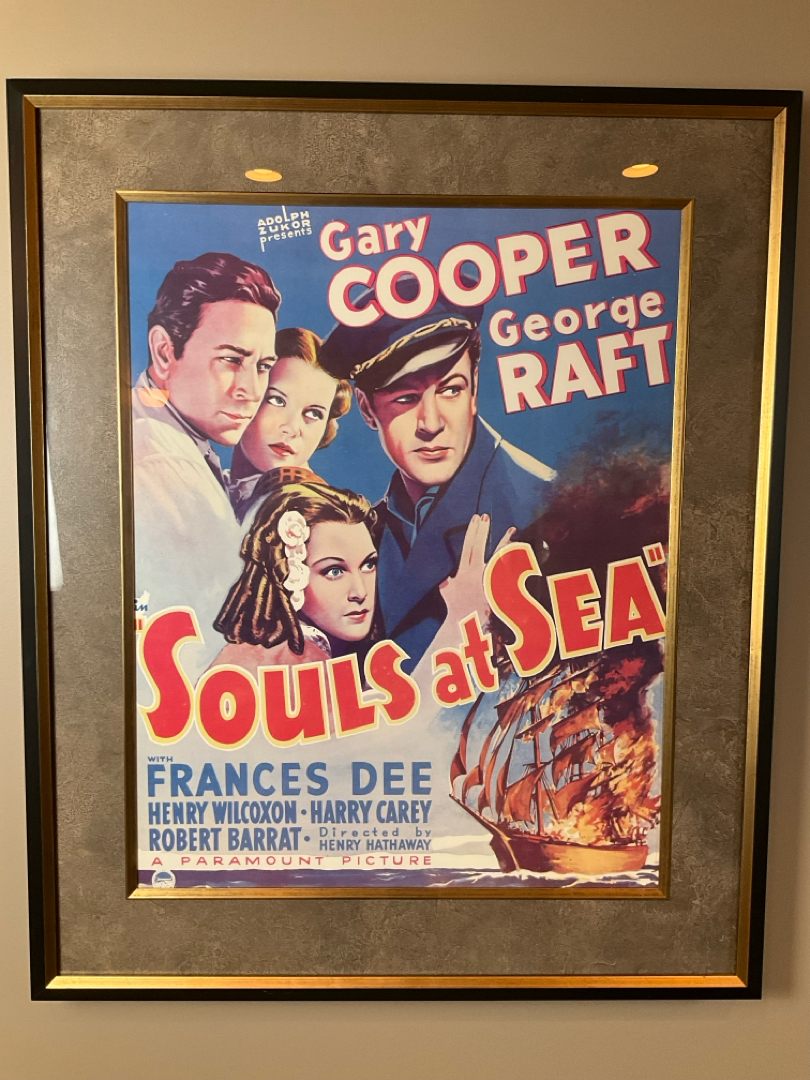 ADOLPH
ZUKOR
presents
Gary
COOPER
George
RAFT
in
"SOULS at SEA"
WITH
FRANCES DEE
HENRY WILCOXON · HARRY CAREY
ROBERT BARRAT · Directed by
HENRY HATHAWAY
A PARAMOUNT PICTURE